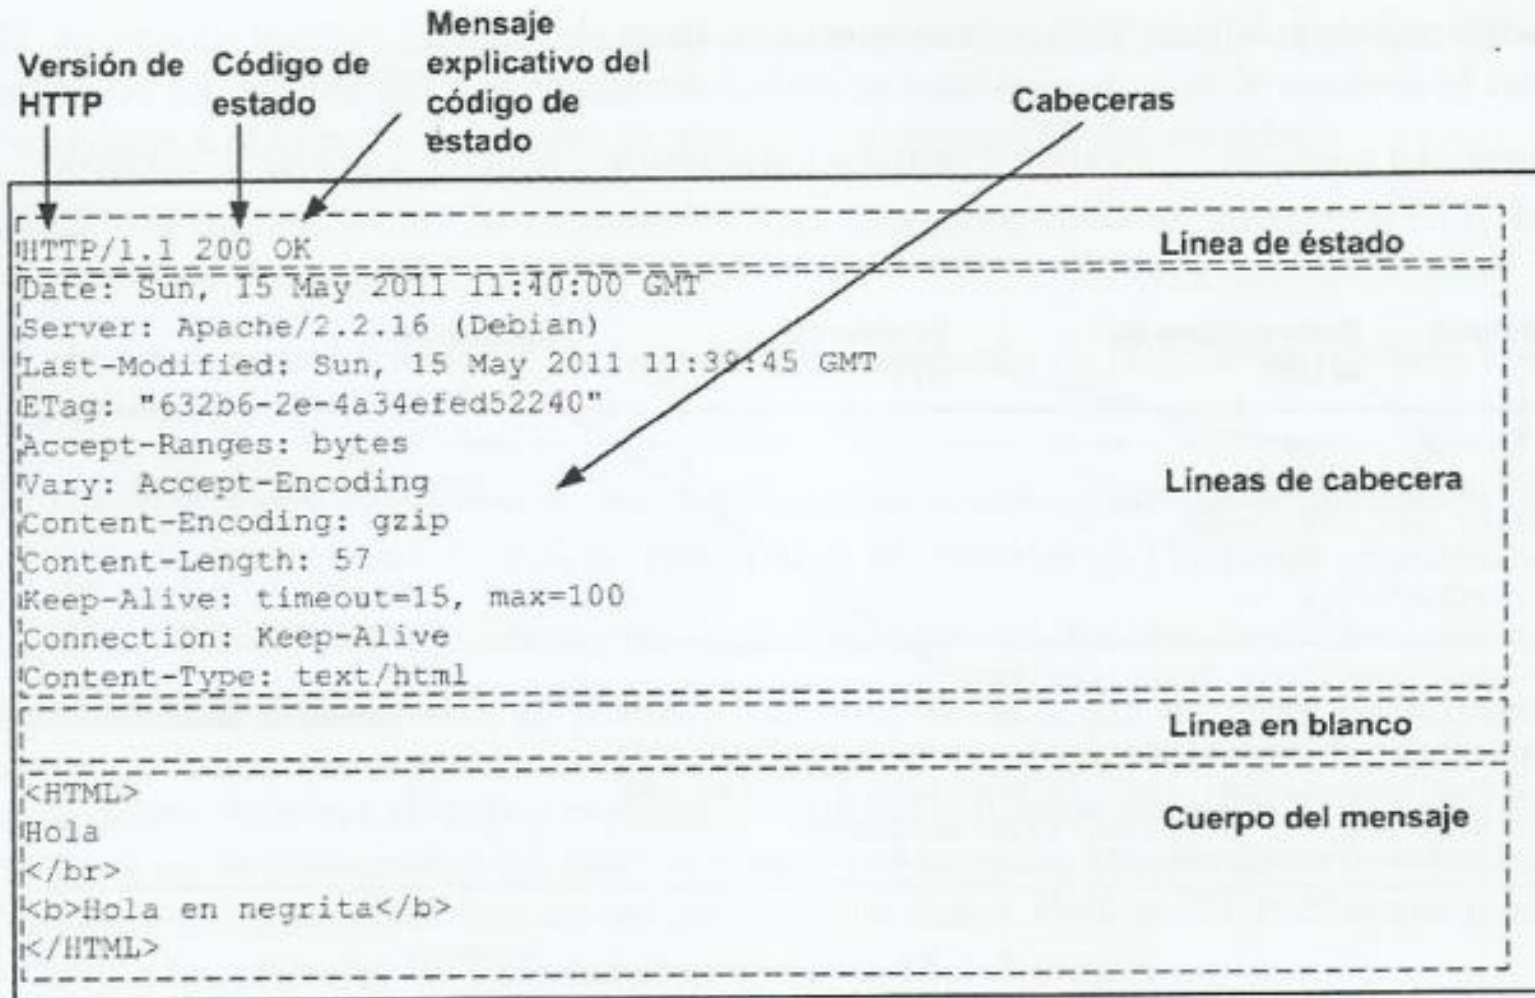 Versión de
HTTP
Código de
estado
Mensaje
explicativo del
código de
estado
Cabeceras
HTTP/1.1 200 OK
Línea de éstado
Date: Sun, 15 May 2011 11:40:00 GMT
Server: Apache/2.2.16 (Debian)
Last-Modified: Sun, 15 May 2011 11:39:45 GMT
ETag: "632b6-2e-4a34efed52240"
Accept-Ranges: bytes
Vary: Accept-Encoding
Líneas de cabecera
Content-Encoding: gzip
Content-Length: 57
Keep-Alive: timeout=15, max=100
Connection: Keep-Alive
Content-Type: text/html
Línea en blanco
<HTML>
Hola
Cuerpo del mensaje
</br>
<b>Hola en negrita</b>
</HTML>